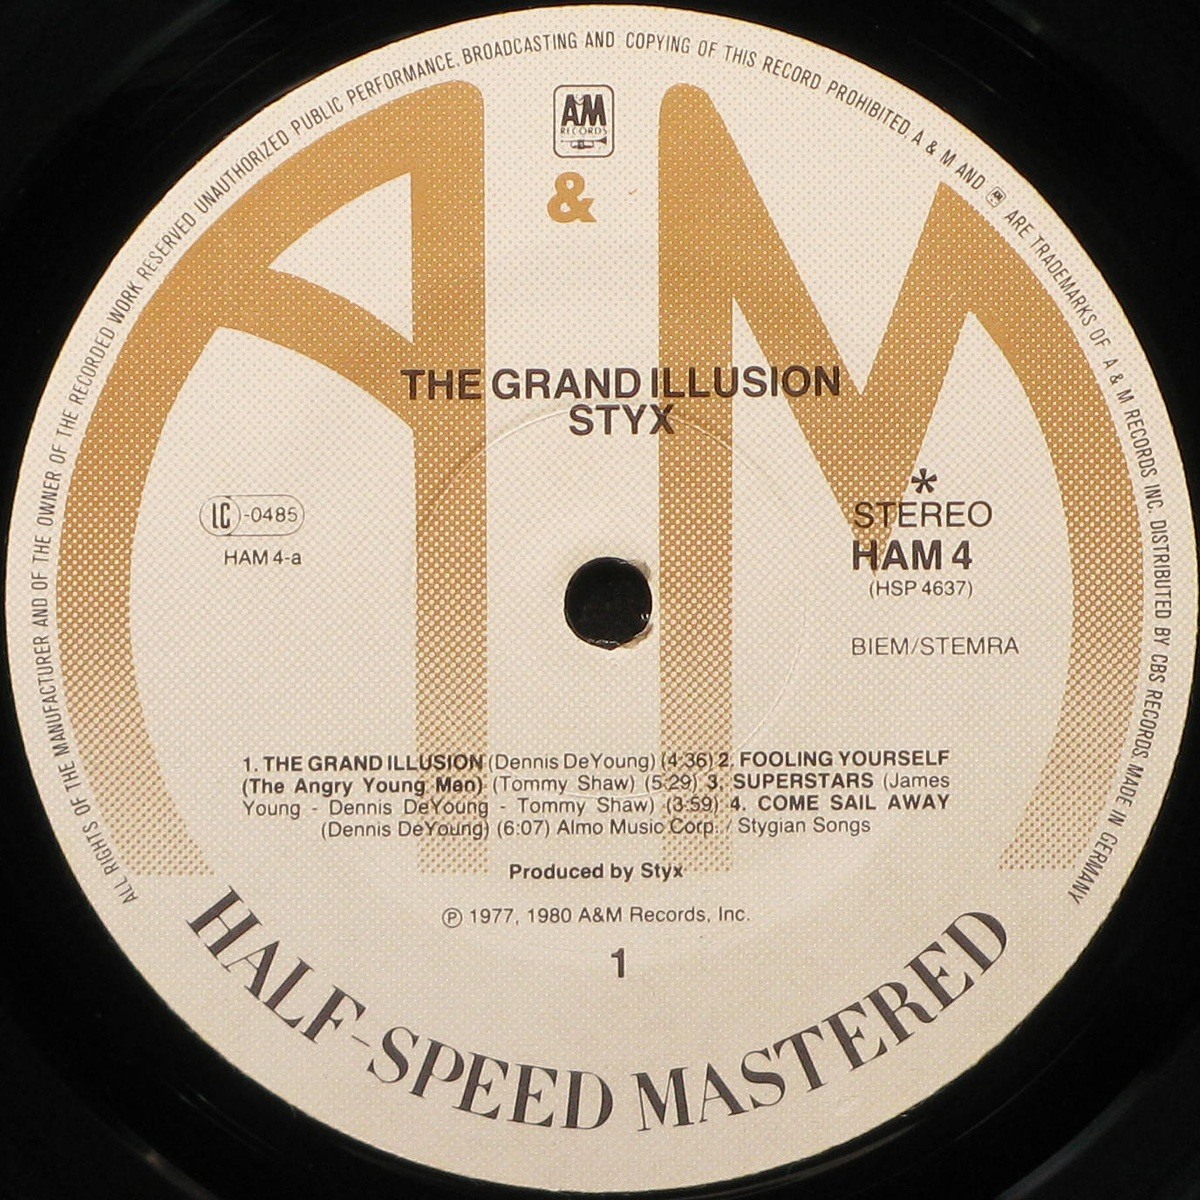 ALL RIGHTS OF THE MANUFACTURER AND OF THE OWNER OF THE RECORDED WORK RESERVED UNAUTHORIZED PUBLIC PERFORMANCE. BROADCASTING AND COPYING OF THIS RECORD PROHIBITED. A & M AND AM ARE TRADEMARKS OF A & M RECORDS INC. DISTRIBUTED BY CBS RECORDS. MADE IN GERMANY
AM
RECORDS
A & M
THE GRAND ILLUSION
STYX
LC-0485
HAM 4-a
*
STEREO
HAM 4
(HSP 4637)
BIEM/STEMRA
1. THE GRAND ILLUSION (Dennis DeYoung) (4:36) 2. FOOLING YOURSELF
(The Angry Young Man) (Tommy Shaw) (5:29) 3. SUPERSTARS (James
Young - Dennis DeYoung - Tommy Shaw) (3:59) 4. COME SAIL AWAY
(Dennis DeYoung) (6:07) Almo Music Corp. / Stygian Songs
Produced by Styx
℗ 1977, 1980 A&M Records, Inc.
1
HALF-SPEED MASTERED